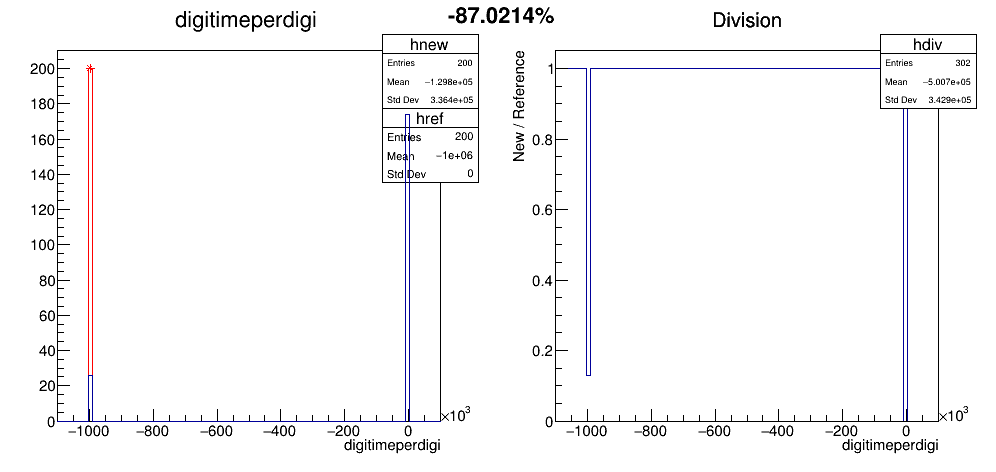 -87.0214%
digitimeperdigi
hnew
Entries 200
Mean −1.298e+05
Std Dev 3.364e+05
href
Entries 200
Mean −1e+06
Std Dev 0
200
180
160
140
120
100
80
60
40
20
0
−1000 −800 −600 −400 −200 0
×10³
digitimeperdigi
Division
hdiv
Entries 302
Mean −5.007e+05
Std Dev 3.429e+05
New / Reference
1
0.8
0.6
0.4
0.2
0
−1000 −800 −600 −400 −200 0
×10³
digitimeperdigi